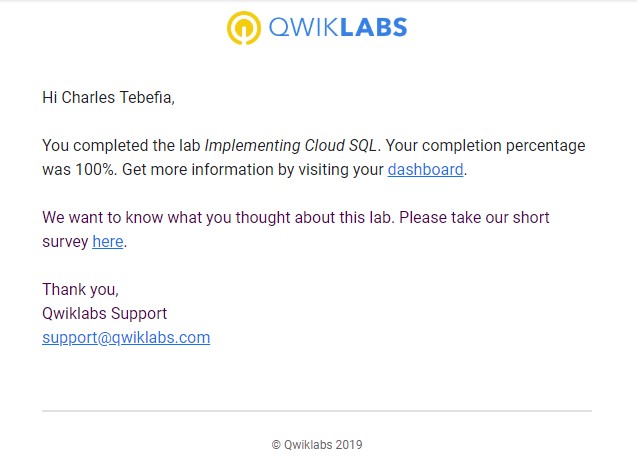 QWIKLABS
Hi Charles Tebefia,
You completed the lab Implementing Cloud SQL. Your completion percentage
was 100%. Get more information by visiting your dashboard.
We want to know what you thought about this lab. Please take our short
survey here.
Thank you,
Qwiklabs Support
support@qwiklabs.com
© Qwiklabs 2019